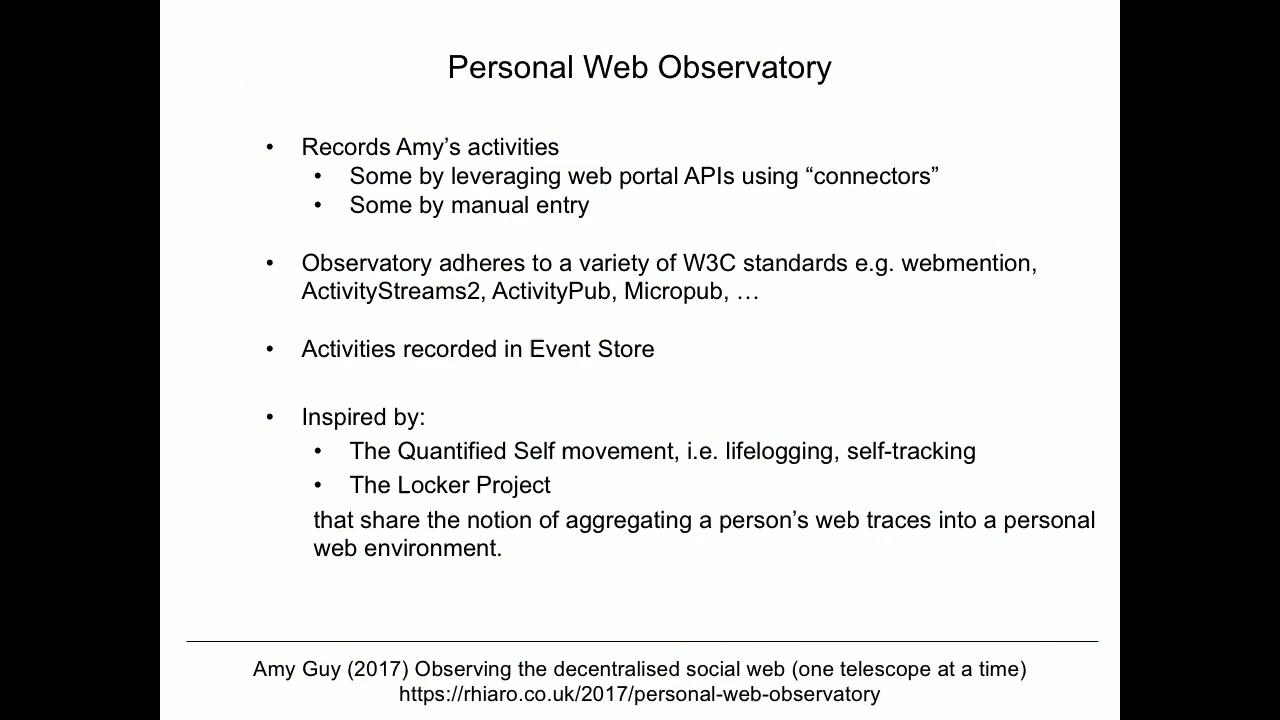 Personal Web Observatory
• Records Amy’s activities
• Some by leveraging web portal APIs using “connectors”
• Some by manual entry
• Observatory adheres to a variety of W3C standards e.g. webmention,
ActivityStreams2, ActivityPub, Micropub, …
• Activities recorded in Event Store
• Inspired by:
• The Quantified Self movement, i.e. lifelogging, self-tracking
• The Locker Project
that share the notion of aggregating a person’s web traces into a personal
web environment.
Amy Guy (2017) Observing the decentralised social web (one telescope at a time)
https://rhiaro.co.uk/2017/personal-web-observatory